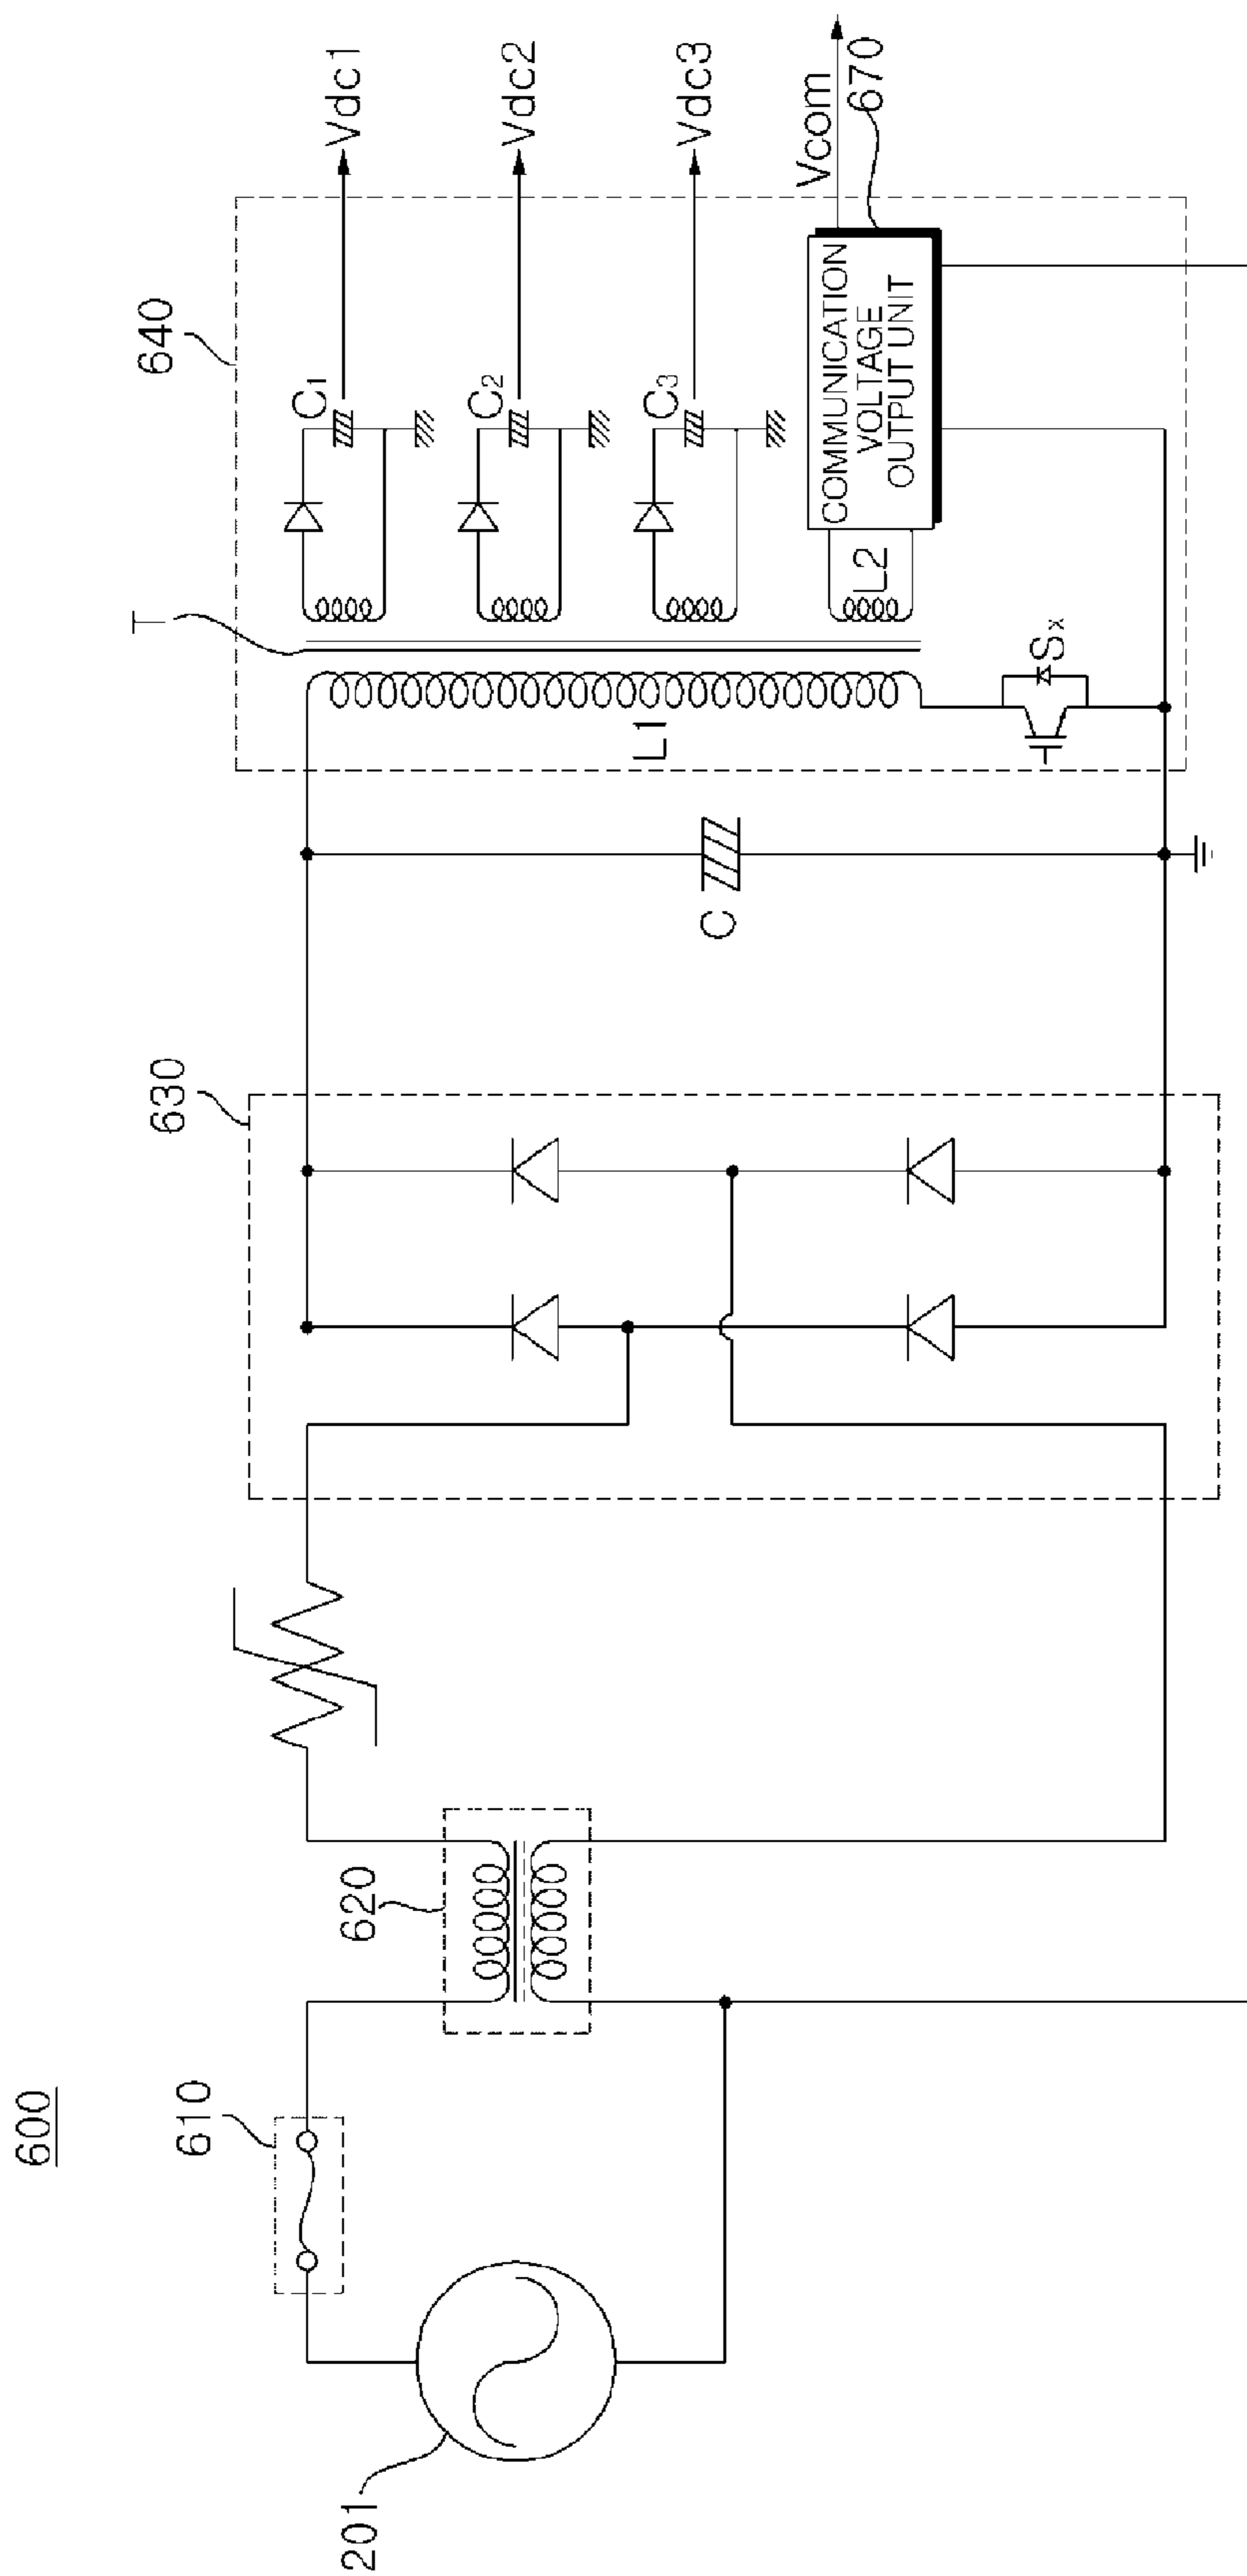 600
201
610
620
630
640
T
C
L1
Sx
C1
C2
C3
Vdc1
Vdc2
Vdc3
L2
COMMUNICATION
VOLTAGE
OUTPUT UNIT
Vcom
670